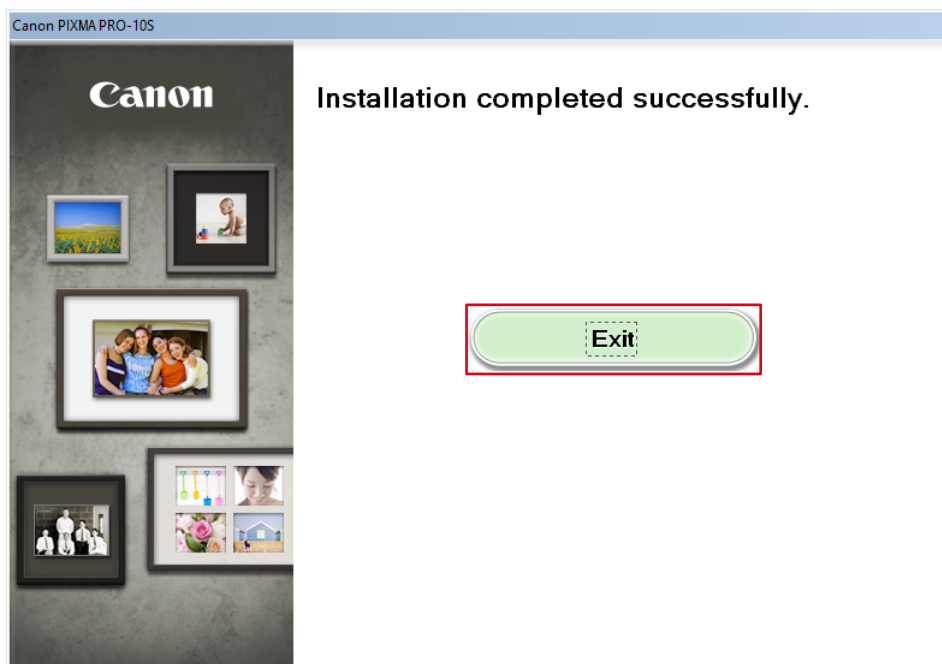 Canon PIXMA PRO-10S
Canon
Installation completed successfully.
Exit